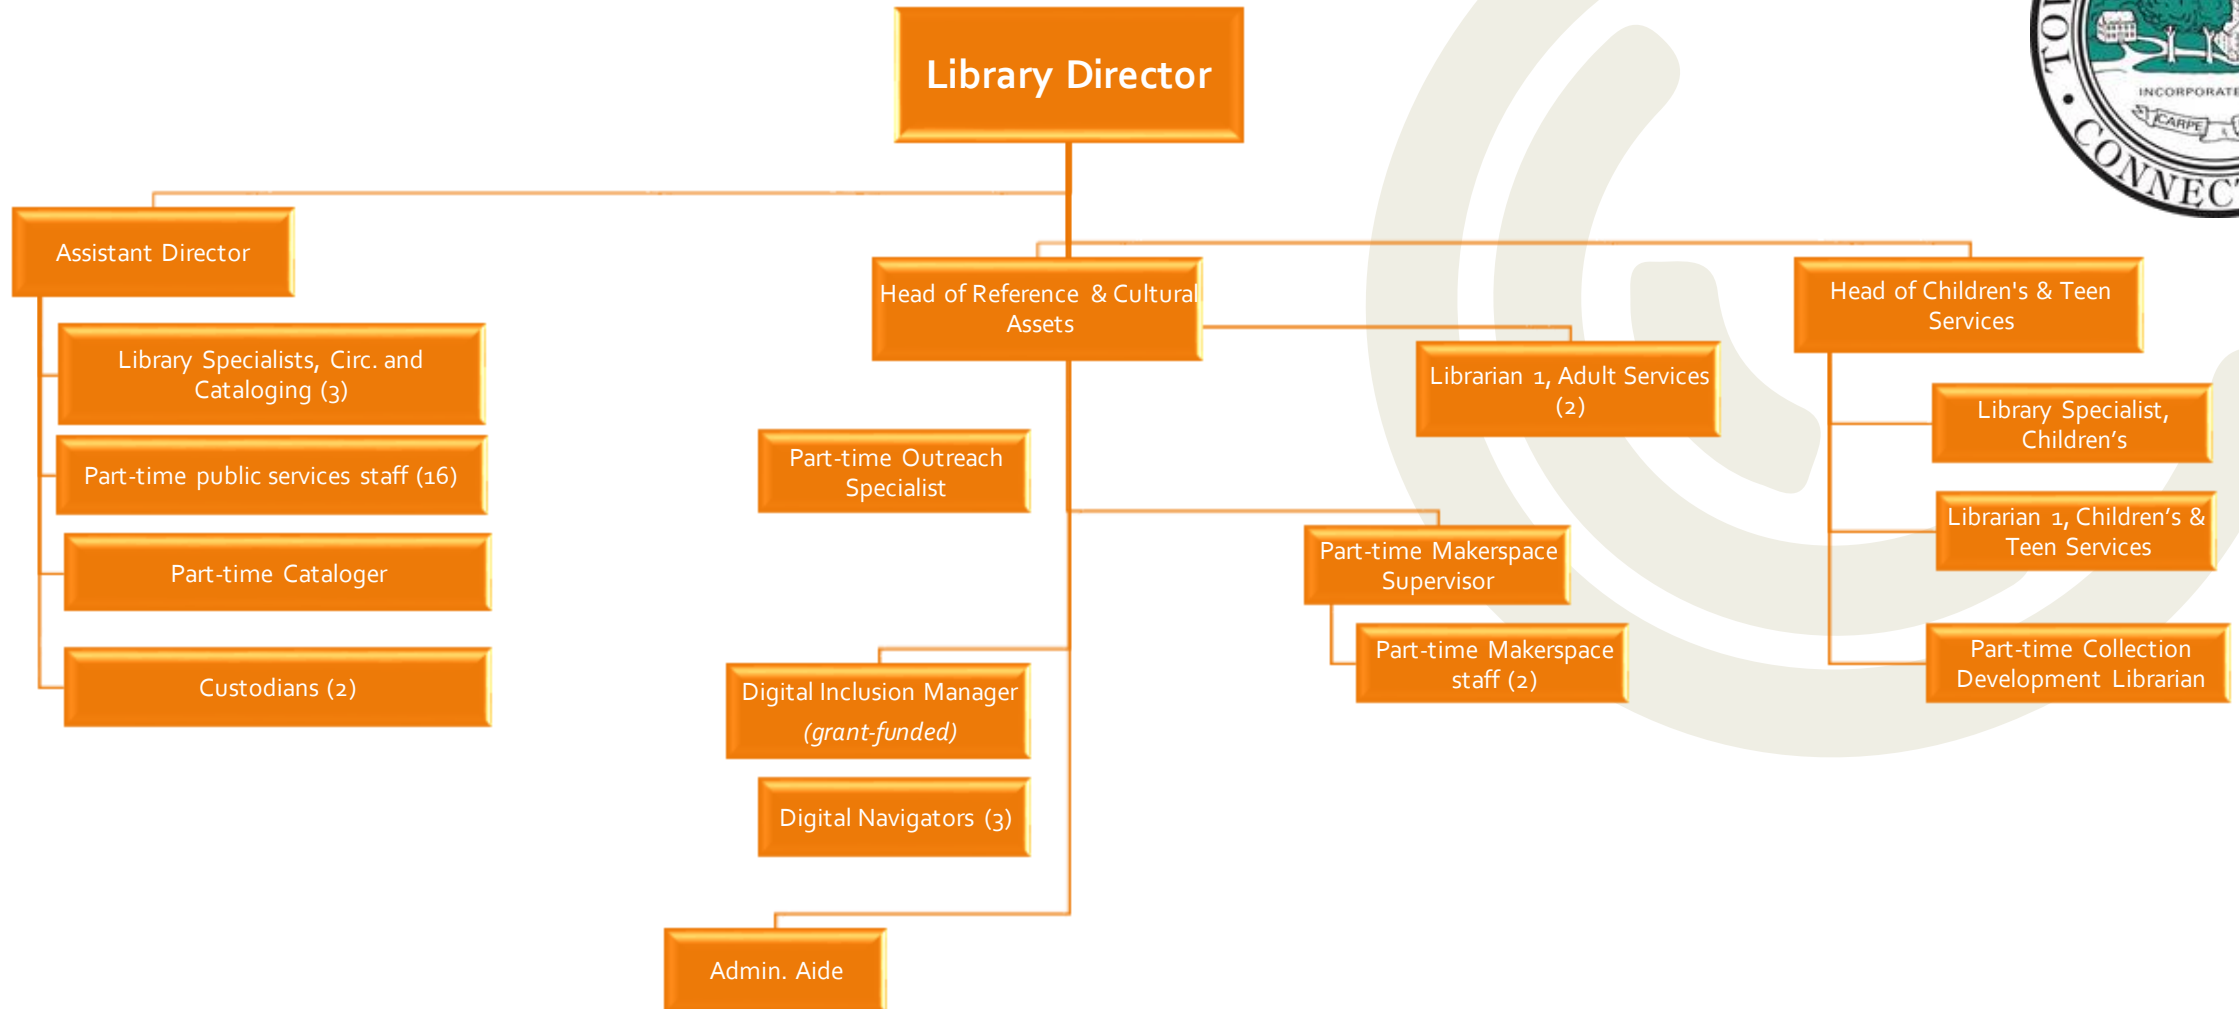 Library Director
INCORPORATE
CARPE
CONNEC
Assistant Director
Head of Reference & Cultural
Assets
Head of Children's & Teen
Services
Library Specialists, Circ. and
Cataloging (3)
Librarian 1, Adult Services
(2)
Library Specialist,
Children’s
Part-time public services staff (16)
Part-time Outreach
Specialist
Librarian 1, Children’s &
Teen Services
Part-time Cataloger
Part-time Makerspace
Supervisor
Custodians (2)
Digital Inclusion Manager
(grant-funded)
Part-time Makerspace
staff (2)
Part-time Collection
Development Librarian
Digital Navigators (3)
Admin. Aide